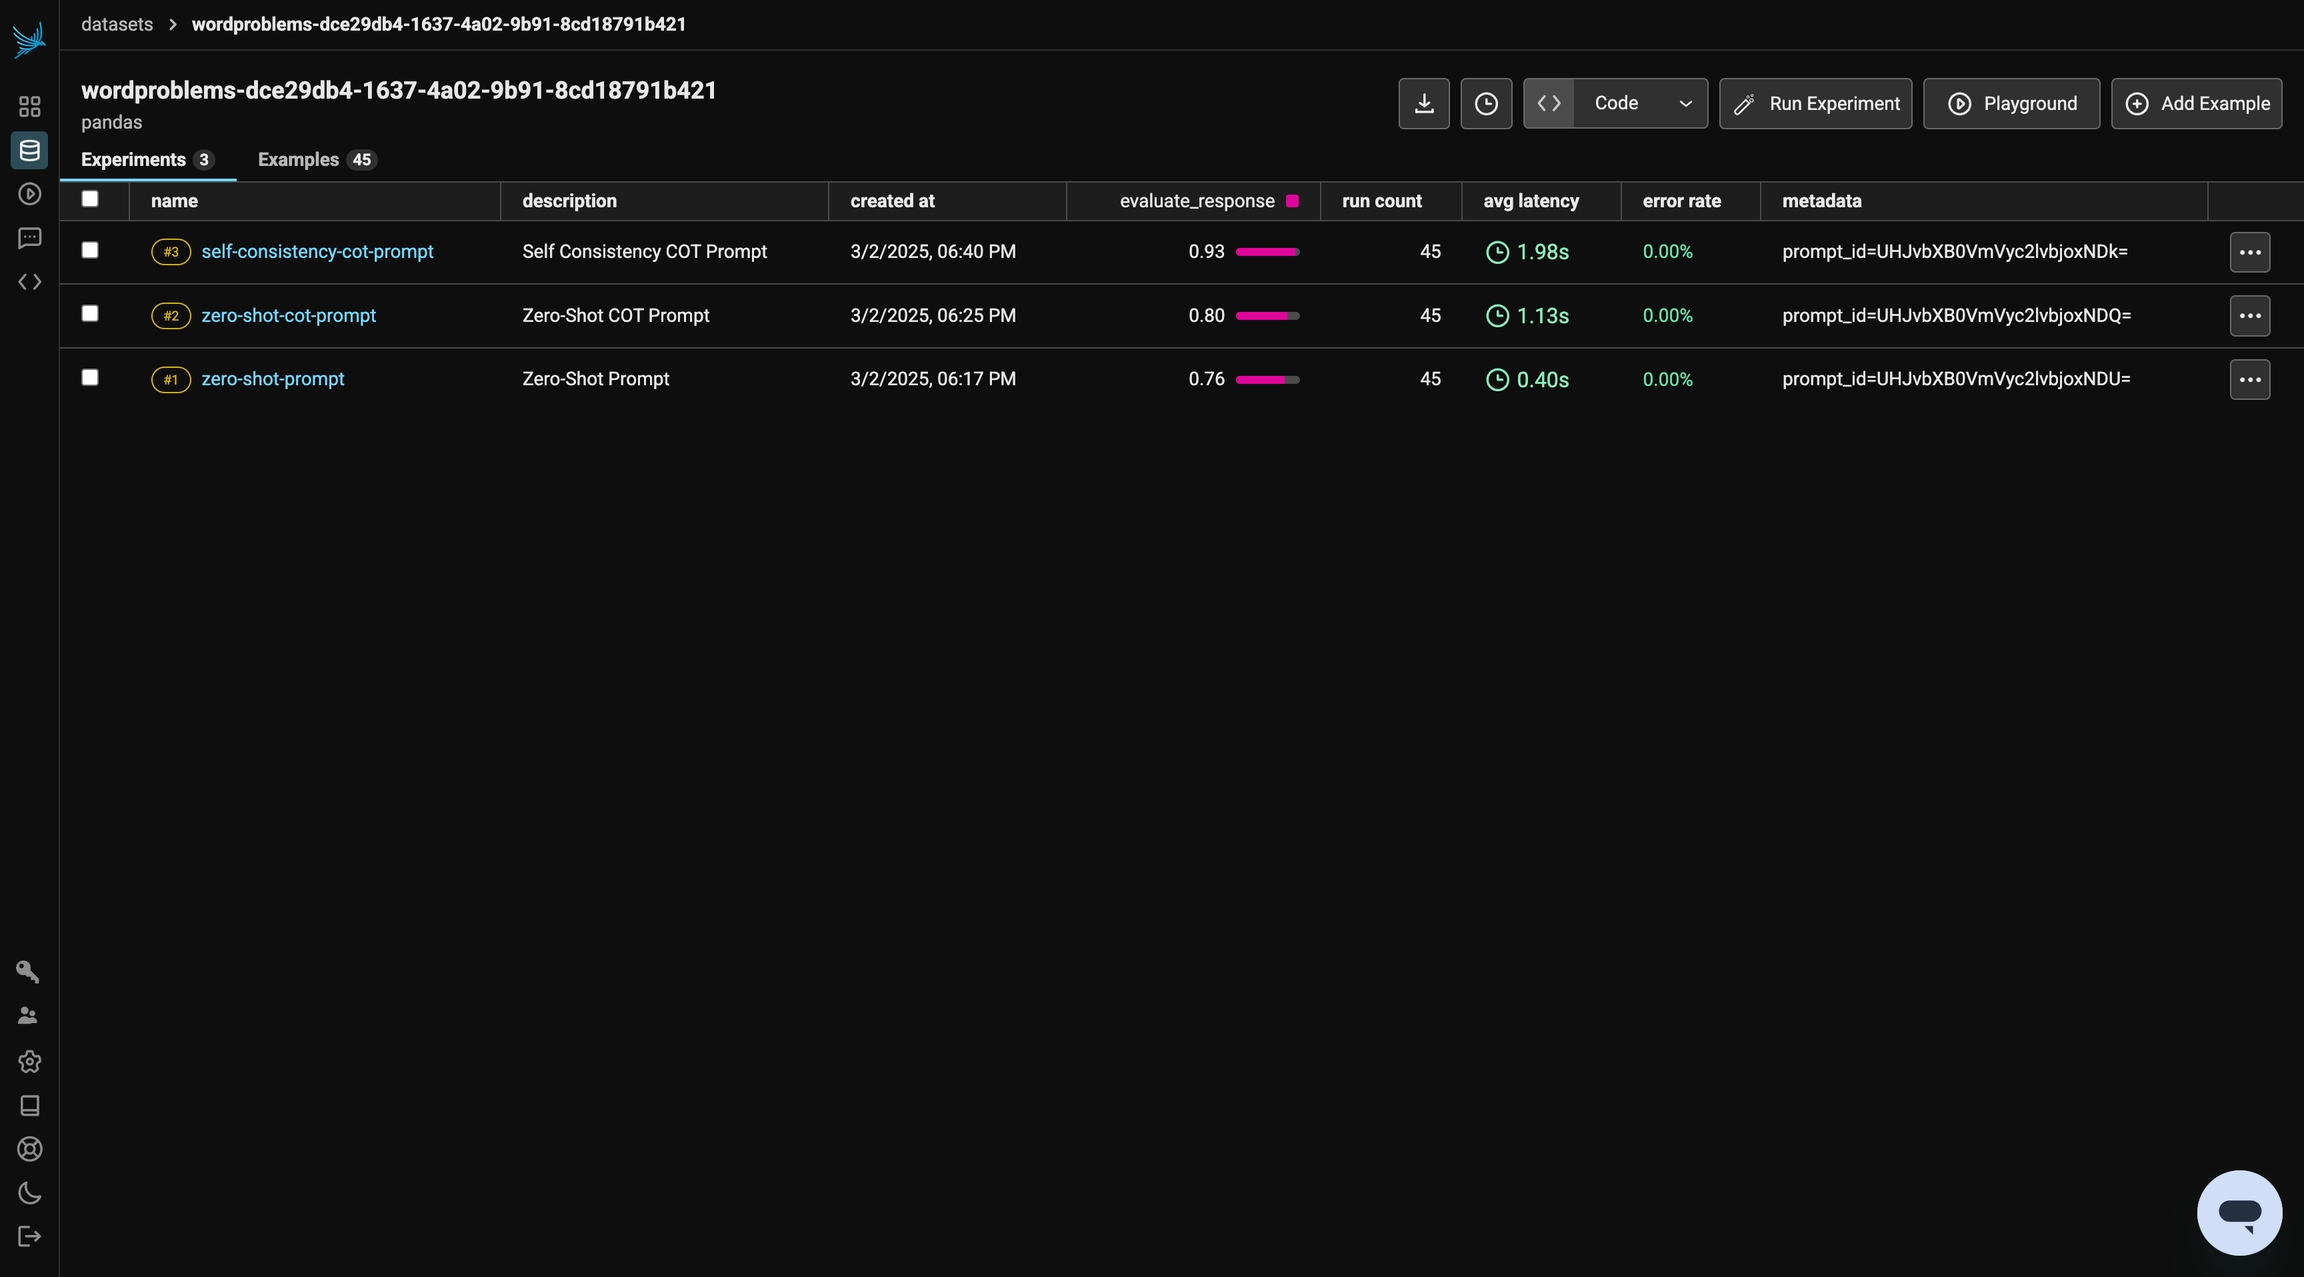 datasets > wordproblems-dce29db4-1637-4a02-9b91-8cd18791b421
wordproblems-dce29db4-1637-4a02-9b91-8cd18791b421
pandas
Code Run Experiment Playground Add Example
Experiments 3 Examples 45
name description created at evaluate_response run count avg latency error rate metadata
#3 self-consistency-cot-prompt Self Consistency COT Prompt 3/2/2025, 06:40 PM 0.93 45 1.98s 0.00% prompt_id=UHJvbXB0VmVyc2lvbjoxNDk=
#2 zero-shot-cot-prompt Zero-Shot COT Prompt 3/2/2025, 06:25 PM 0.80 45 1.13s 0.00% prompt_id=UHJvbXB0VmVyc2lvbjoxNDQ=
#1 zero-shot-prompt Zero-Shot Prompt 3/2/2025, 06:17 PM 0.76 45 0.40s 0.00% prompt_id=UHJvbXB0VmVyc2lvbjoxNDU=